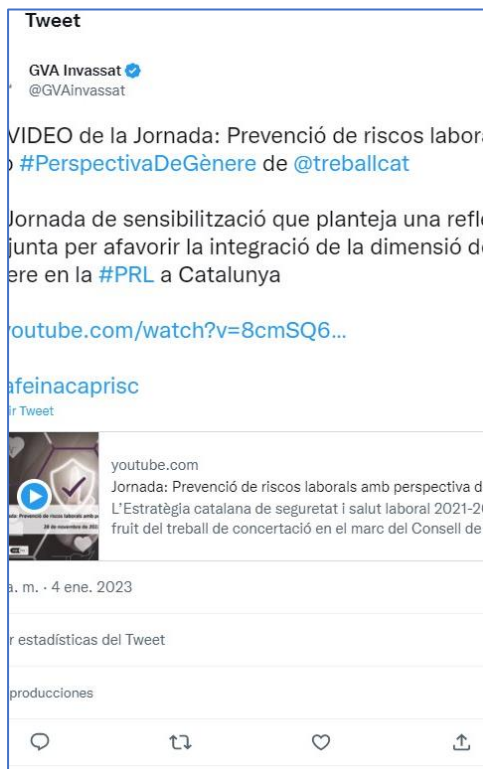 Tweet
GVA Invassat
@GVAinvassat
VIDEO de la Jornada: Prevenció de riscos labora
#PerspectivaDeGènere de @treballcat
Jornada de sensibilització que planteja una refle
junta per afavorir la integració de la dimensió de
ere en la #PRL a Catalunya
youtube.com/watch?v=8cmSQ6...
afeinacaprisc
ir Tweet
youtube.com
Jornada: Prevenció de riscos laborals amb perspectiva d
L'Estratègia catalana de seguretat i salut laboral 2021-20
fruit del treball de concertació en el marc del Consell de
a. m. · 4 ene. 2023
r estadísticas del Tweet
producciones